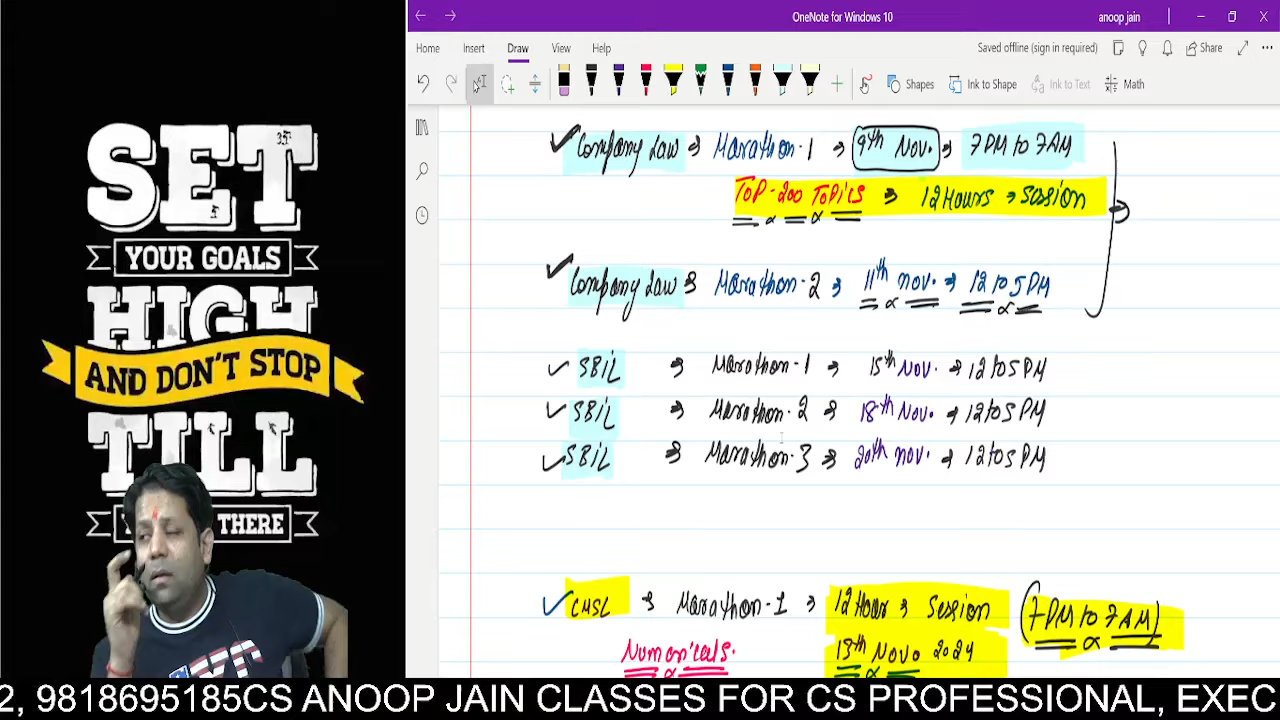 OneNote for Windows 10
anoop jain
Home Insert Draw View Help
Saved offline (sign in required)
Share
Shapes
Ink to Shape
Ink to Text
Math
SET
YOUR GOALS
HIGH
AND DON'T STOP
TILL
THERE
Company Law ⇒ Marathon-1 ⇒ 9th Nov. ⇒ 7PM to 7AM
TOP-200 TOPiCS ⇒ 12 Hours ⇒ Session
Company Law ⇒ Marathon-2 ⇒ 11th nov. ⇒ 12 to 5 PM
SBIL ⇒ Marathon-1 ⇒ 15th Nov. ⇒ 12 to 5 PM
SBIL ⇒ Marathon-2 ⇒ 18th Nov. ⇒ 12 to 5 PM
SBIL ⇒ Marathon-3 ⇒ 20th nov. ⇒ 12 to 5 PM
CMSL ⇒ Marathon-1 ⇒ 12 Hour ⇒ Session (7PM to 7AM)
Numericals. 13th Nov. 2024
2, 9818695185CS ANOOP JAIN CLASSES FOR CS PROFESSIONAL, EXEC